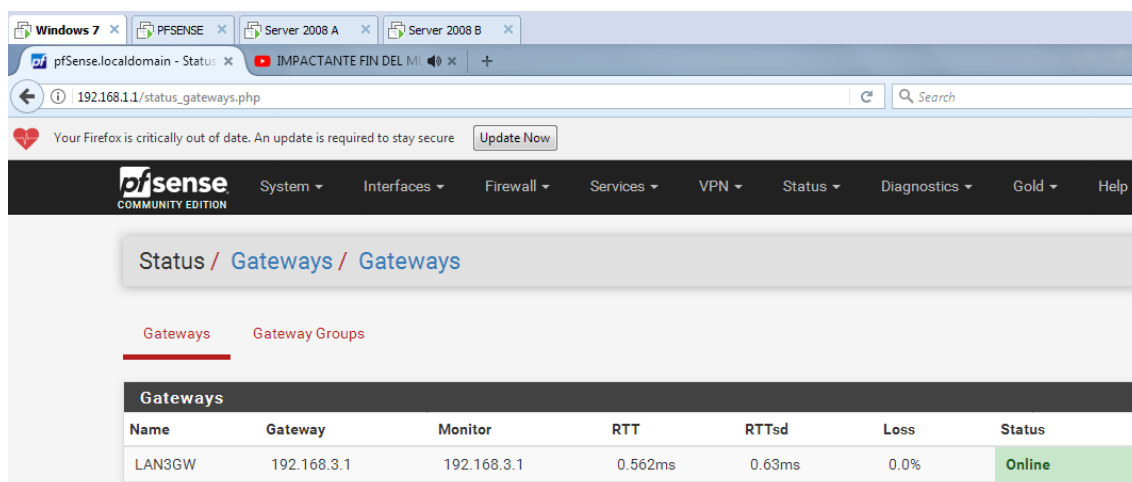 Windows 7 PFSENSE Server 2008 A Server 2008 B
pfSense.localdomain - Status IMPACTANTE FIN DEL MU
192.168.1.1/status_gateways.php Search
Your Firefox is critically out of date. An update is required to stay secure Update Now
pfsense System Interfaces Firewall Services VPN Status Diagnostics Gold Help
COMMUNITY EDITION
Status / Gateways / Gateways
Gateways Gateway Groups
Gateways
Name Gateway Monitor RTT RTTsd Loss Status
LAN3GW 192.168.3.1 192.168.3.1 0.562ms 0.63ms 0.0% Online